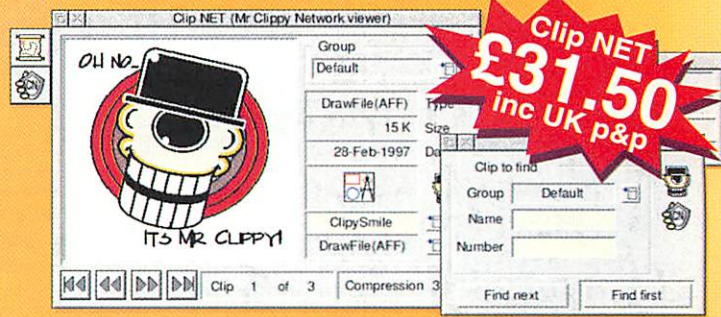 Clip NET (Mr Clippy Network viewer)
OH NO_
ITS MR CLIPPY!
Group
Default
DrawFile(AFF)
Type
15 K
Size
28-Feb-1997
ClipySmile
DrawFile(AFF)
Clip 1 of 3
Compression 3
Clip NET
£31.50
inc UK p&p
Clip to find
Group
Default
Name
Number
Find next
Find first
CN